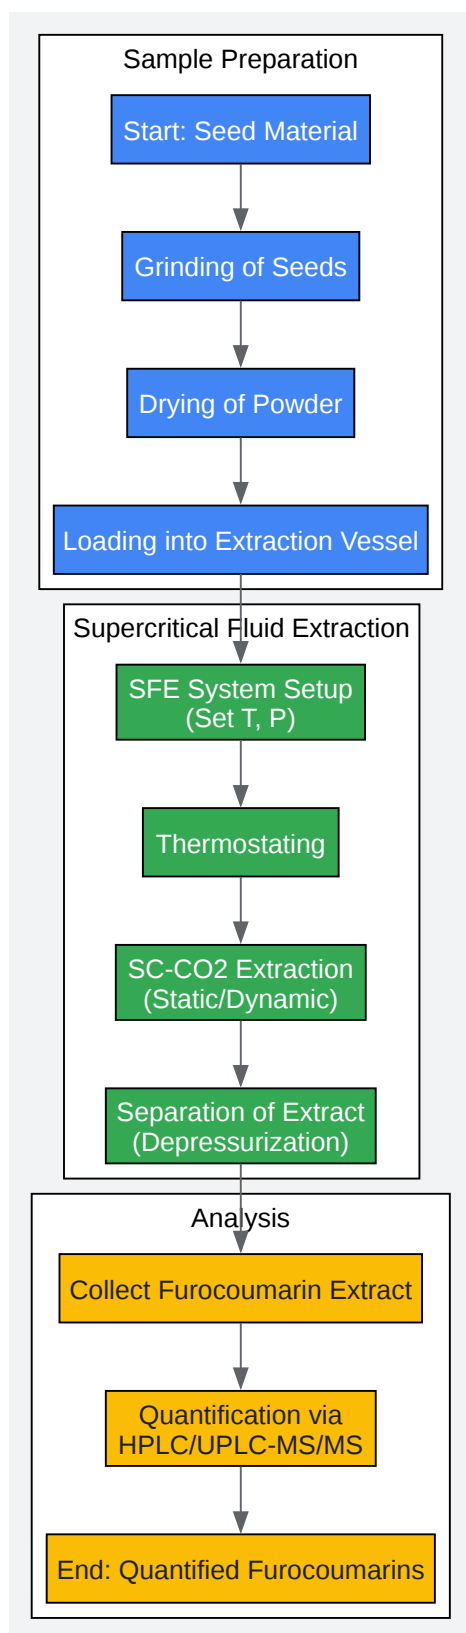 Sample Preparation
Start: Seed Material
Grinding of Seeds
Drying of Powder
Loading into Extraction Vessel
Supercritical Fluid Extraction
SFE System Setup
(Set T, P)
Thermostating
SC-CO2 Extraction
(Static/Dynamic)
Separation of Extract
(Depressurization)
Analysis
Collect Furocoumarin Extract
Quantification via
HPLC/UPLC-MS/MS
End: Quantified Furocoumarins